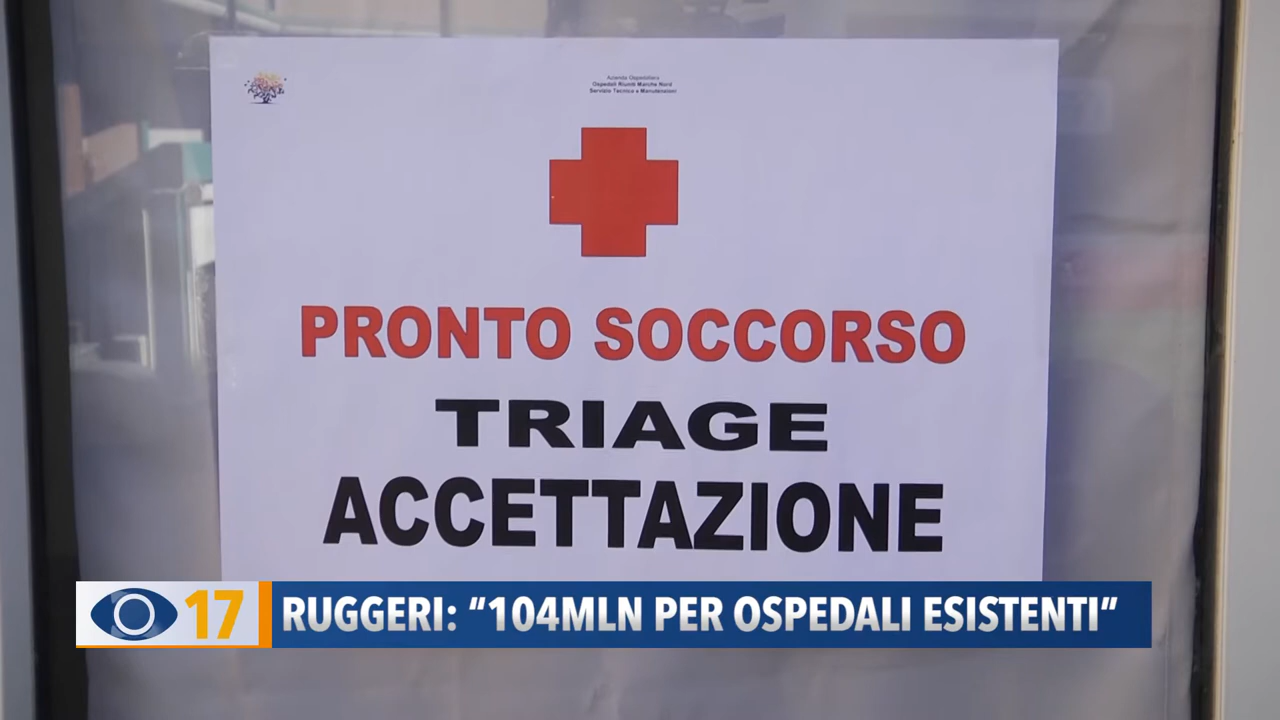 Azienda Ospedaliera
Ospedali Riuniti Marche Nord
Servizio Tecnico e Manutenzioni
PRONTO SOCCORSO
TRIAGE
ACCETTAZIONE
17
RUGGERI: “104MLN PER OSPEDALI ESISTENTI”